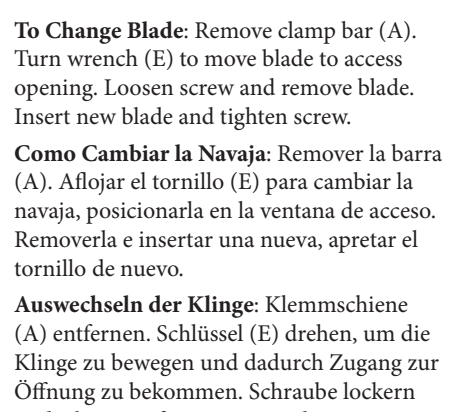 To Change Blade: Remove clamp bar (A).
Turn wrench (E) to move blade to access
opening. Loosen screw and remove blade.
Insert new blade and tighten screw.
Como Cambiar la Navaja: Remover la barra
(A). Aflojar el tornillo (E) para cambiar la
navaja, posicionarla en la ventana de acceso.
Removerla e insertar una nueva, apretar el
tornillo de nuevo.
Auswechseln der Klinge: Klemmschiene
(A) entfernen. Schlüssel (E) drehen, um die
Klinge zu bewegen und dadurch Zugang zur
Öffnung zu bekommen. Schraube lockern